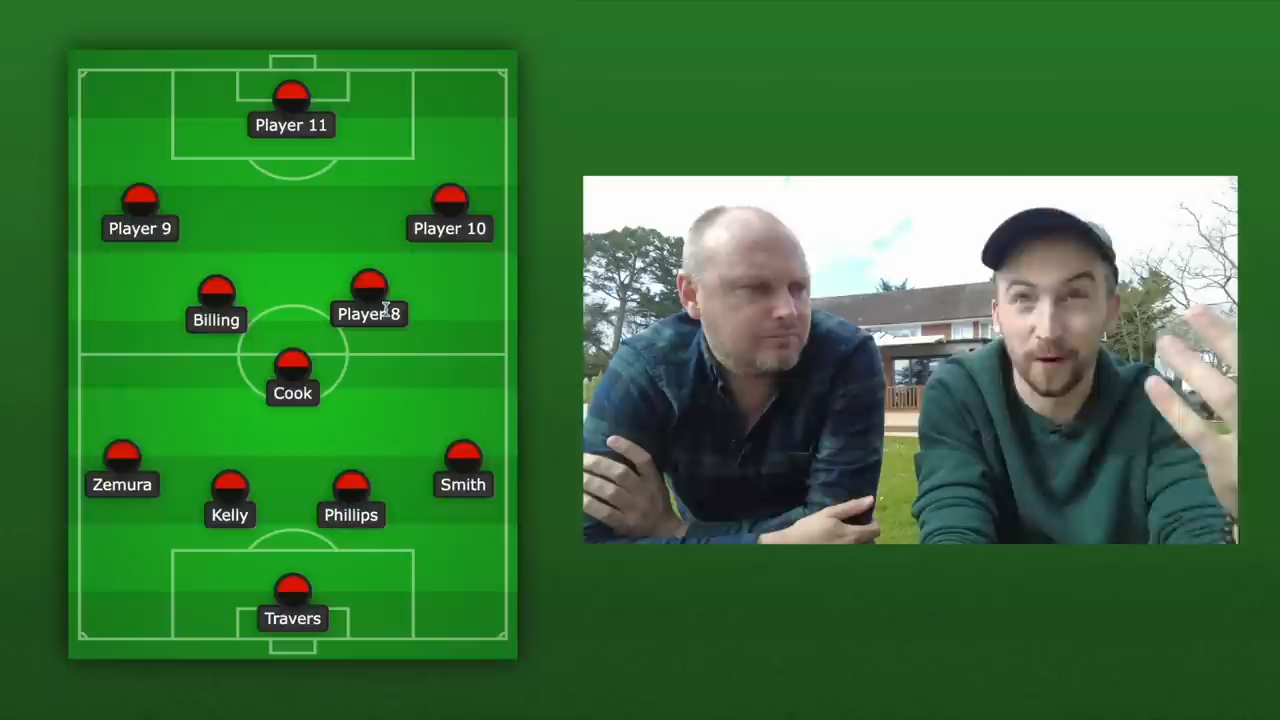 Player 11
Player 9
Player 10
Billing
Player 8
Cook
Zemura
Smith
Kelly
Phillips
Travers